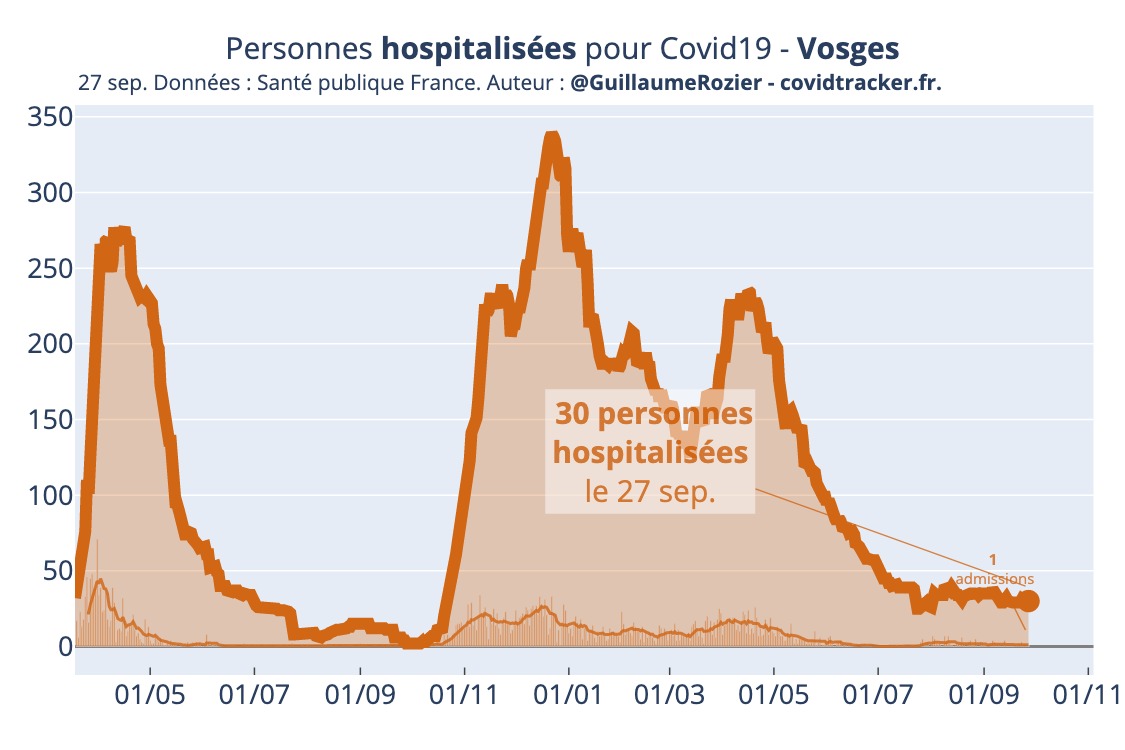 Personnes hospitalisées pour Covid19 - Vosges
27 sep. Données : Santé publique France. Auteur : @GuillaumeRozier - covidtracker.fr.
350
300
250
200
150
100
50
0
30 personnes
hospitalisées
le 27 sep.
1
admissions
01/05 01/07 01/09 01/11 01/01 01/03 01/05 01/07 01/09 01/11